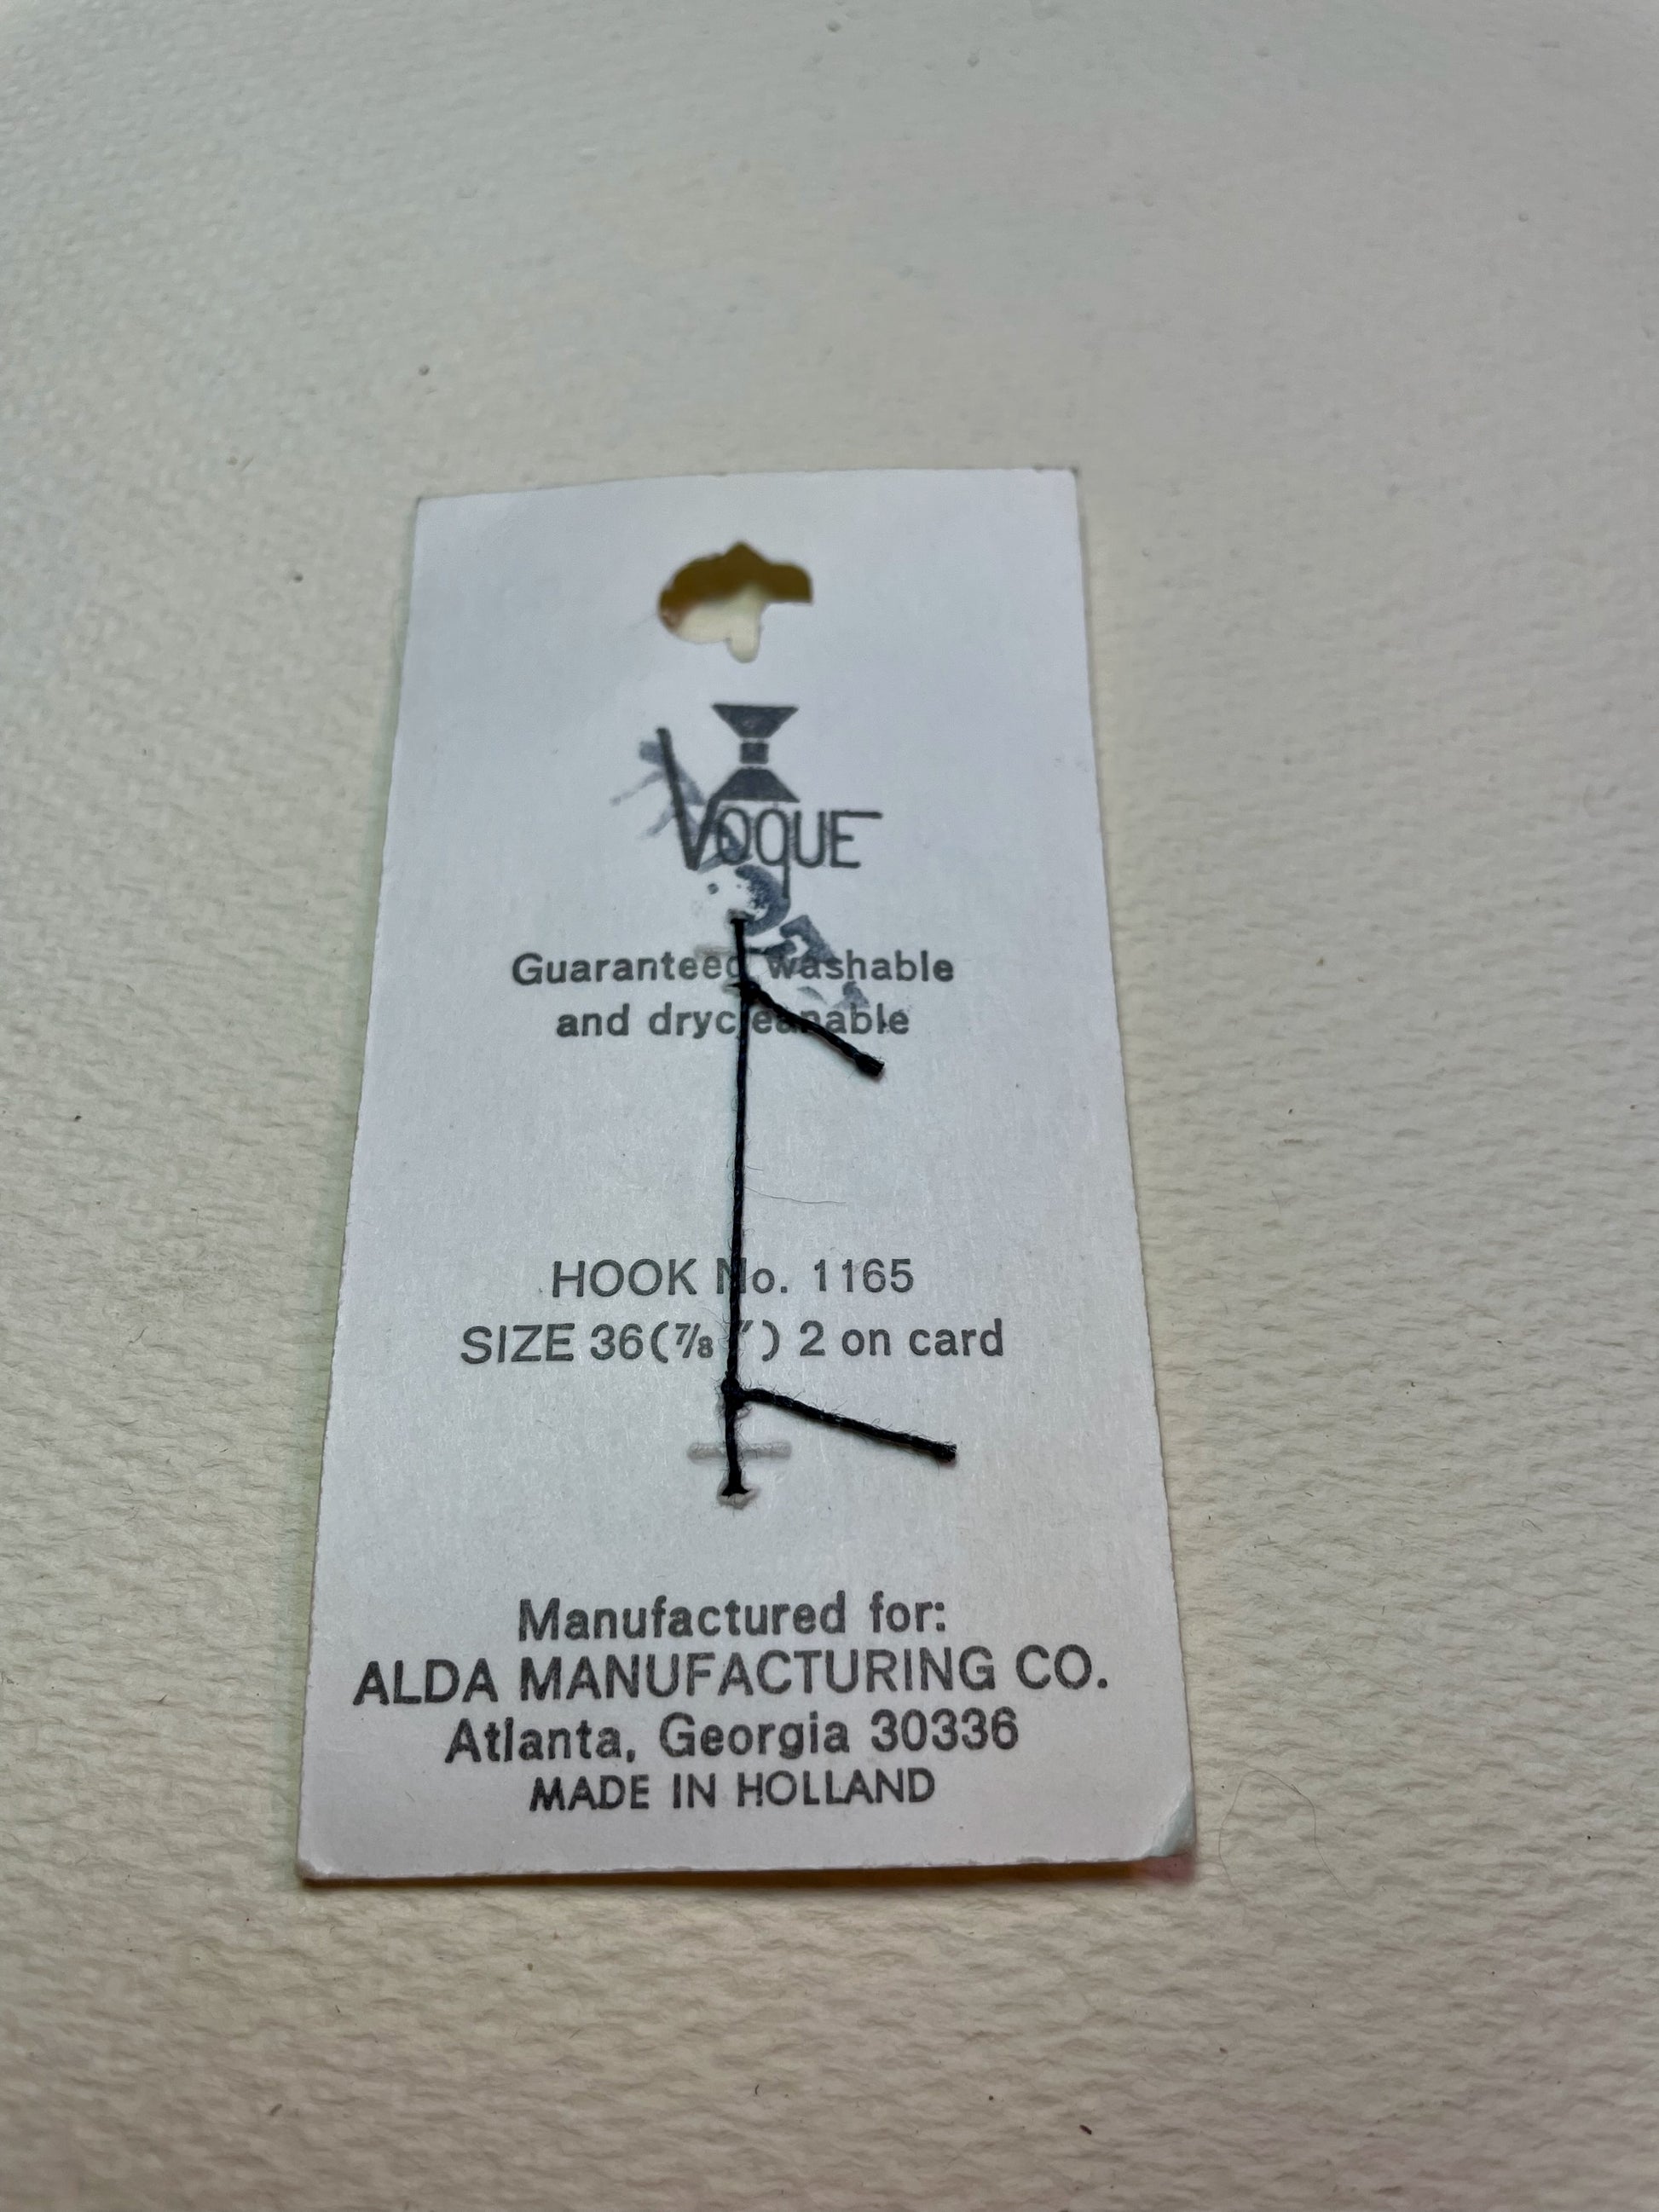 VOGUE
Guaranteed washable
and drycleanable
HOOK No. 1165
SIZE 36(⅞″) 2 on card
Manufactured for:
ALDA MANUFACTURING CO.
Atlanta, Georgia 30336
MADE IN HOLLAND